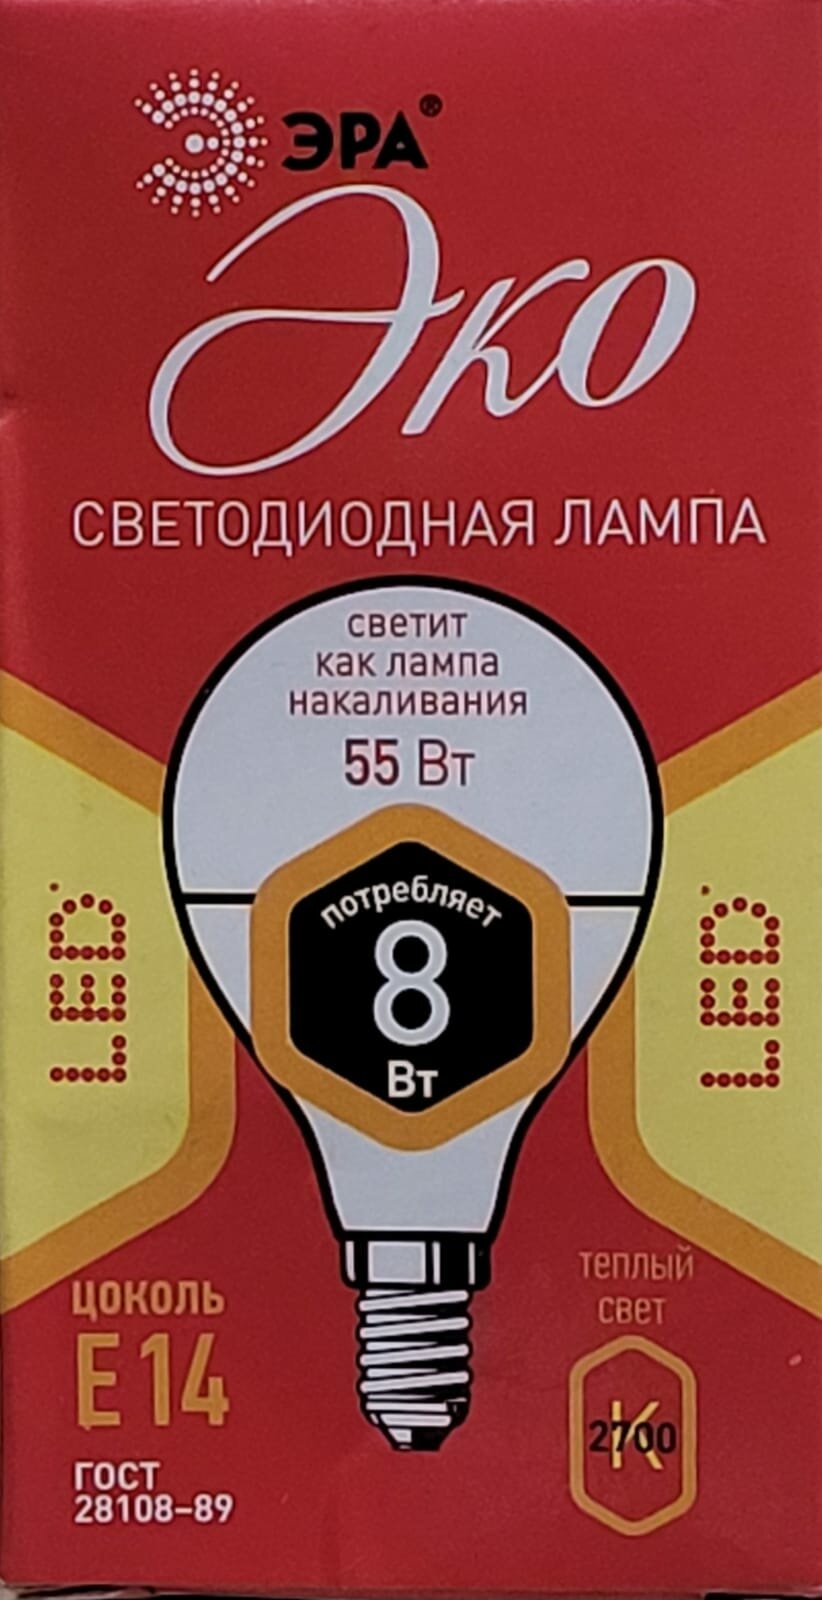 ЭРА®
Эко
СВЕТОДИОДНАЯ ЛАМПА
светит
как лампа
накаливания
55 Вт
потребляет
8
Вт
LED
LED
цоколь
E14
ГОСТ
28108-89
теплый
свет
2700
K